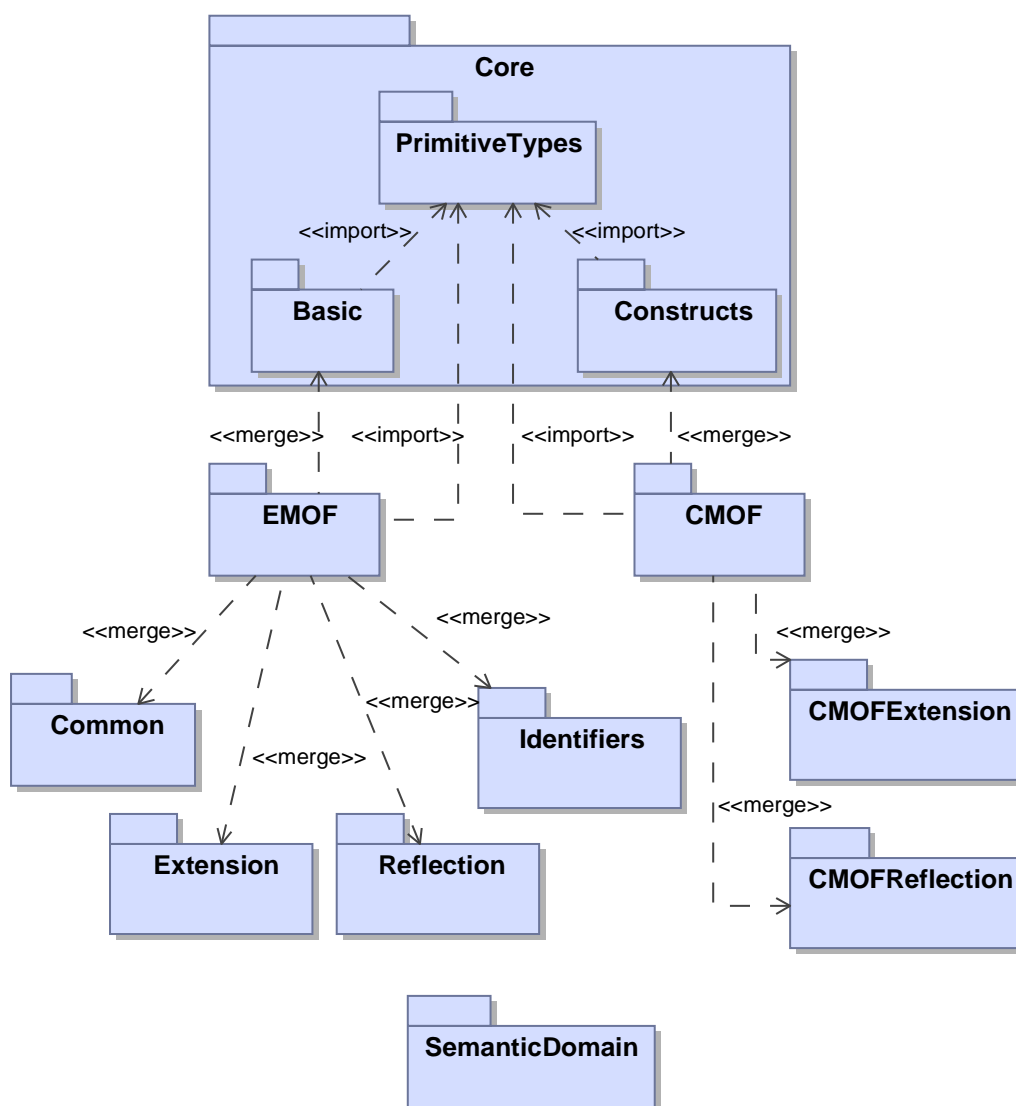 Core
PrimitiveTypes
<<import>>
<<import>>
Basic
Constructs
<<merge>>
<<import>>
<<import>>
<<merge>>
EMOF
CMOF
<<merge>>
<<merge>>
<<merge>>
Common
<<merge>>
Identifiers
CMOFExtension
<<merge>>
<<merge>>
Extension
Reflection
CMOFReflection
SemanticDomain